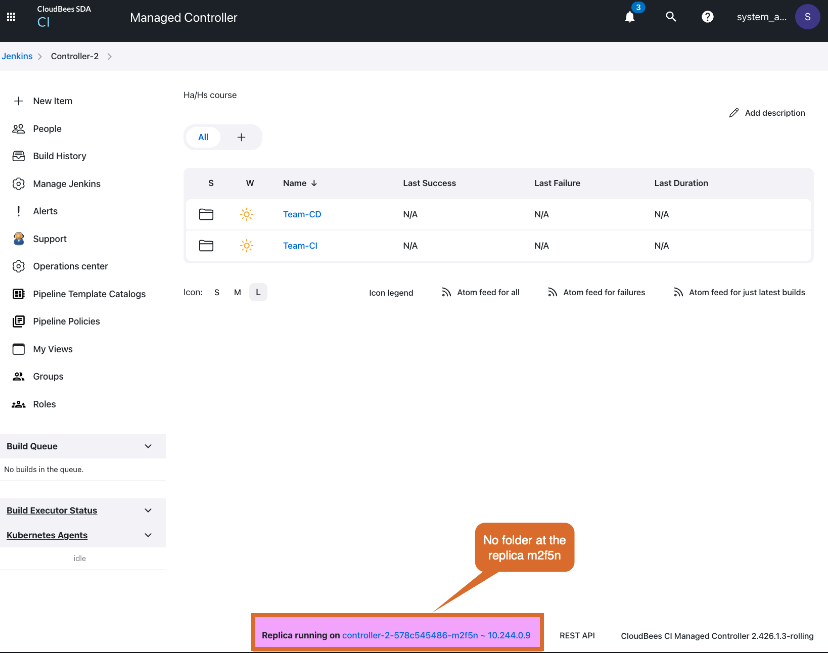 CloudBees SDA
CI
Managed Controller
3
system_a...
S
Jenkins
Controller-2
New Item
People
Build History
Manage Jenkins
Alerts
Support
Operations center
Pipeline Template Catalogs
Pipeline Policies
My Views
Groups
Roles
Build Queue
No builds in the queue.
Build Executor Status
Kubernetes Agents
idle
Ha/Hs course
Add description
All +
S W Name ↓ Last Success Last Failure Last Duration
Team-CD N/A N/A N/A
Team-CI N/A N/A N/A
Icon: S M L
Icon legend
Atom feed for all
Atom feed for failures
Atom feed for just latest builds
No folder at the
replica m2f5n
Replica running on controller-2-578c545486-m2f5n ~ 10.244.0.9
REST API
CloudBees CI Managed Controller 2.426.1.3-rolling